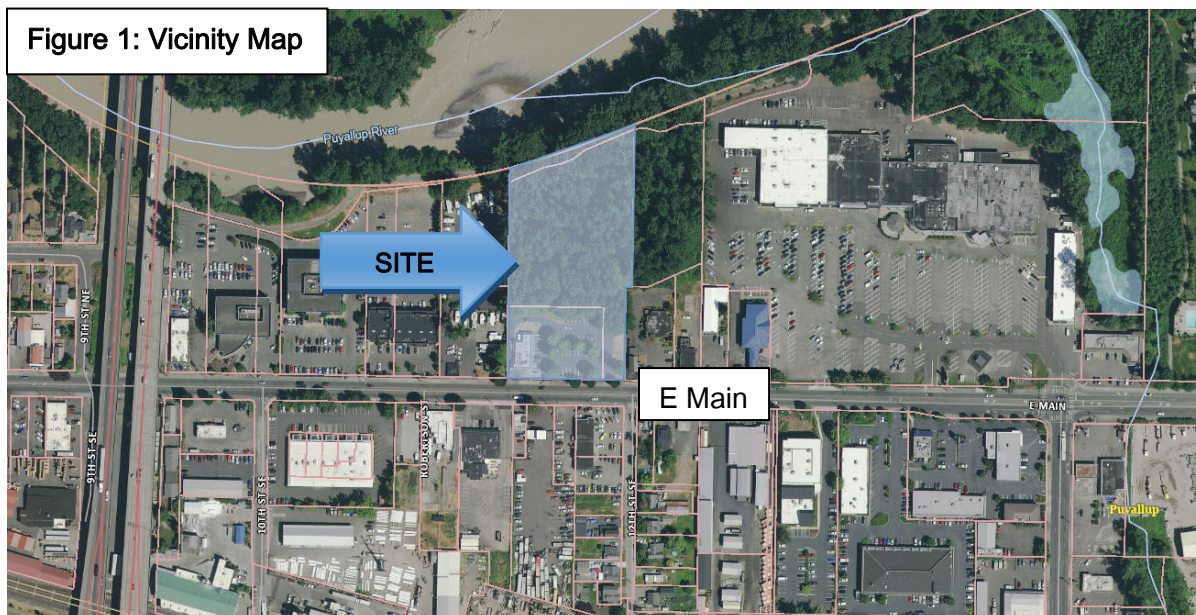 Figure 1: Vicinity Map
Puyallup River
SITE
9TH ST NE
E Main
E MAIN
9TH ST SE
10TH ST SE
ROBERTSON ST
12TH ST SE
Puyallup